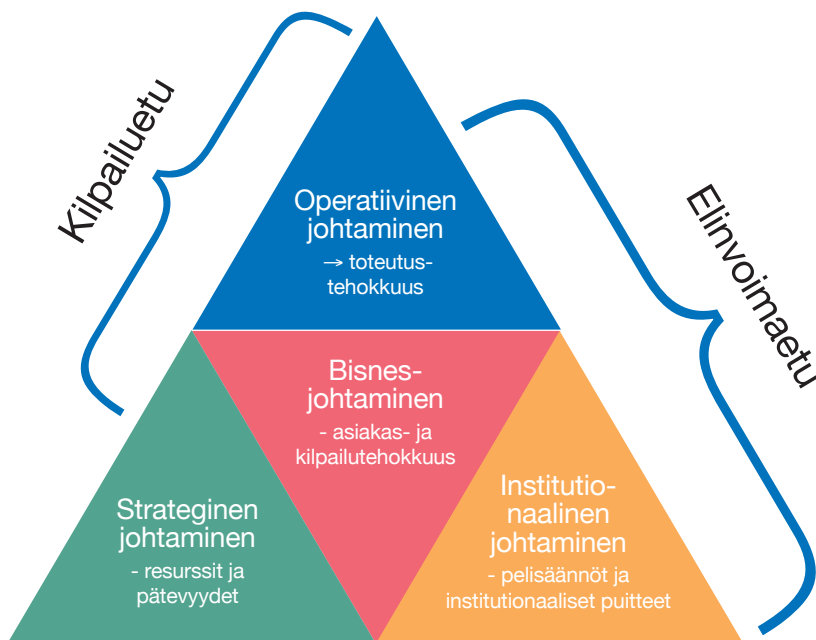 Kilpailuetu
Elinvoimaetu
Operatiivinen
johtaminen
→ toteutus-
tehokkuus
Bisnes-
johtaminen
- asiakas- ja
kilpailutehokkuus
Strateginen
johtaminen
- resurssit ja
pätevyydet
Institutio-
naalinen
johtaminen
- pelisäännöt ja
institutionaaliset puitteet